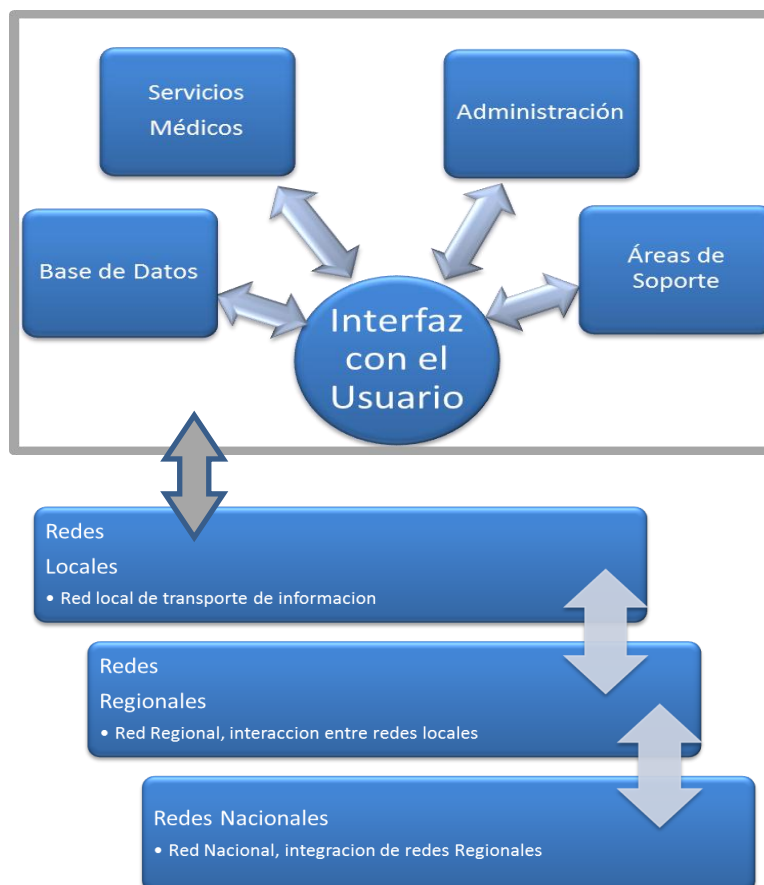 Servicios
Médicos
Administración
Base de Datos
Áreas de
Soporte
Interfaz
con el
Usuario
Redes
Locales
• Red local de transporte de informacion
Redes
Regionales
• Red Regional, interaccion entre redes locales
Redes Nacionales
• Red Nacional, integracion de redes Regionales